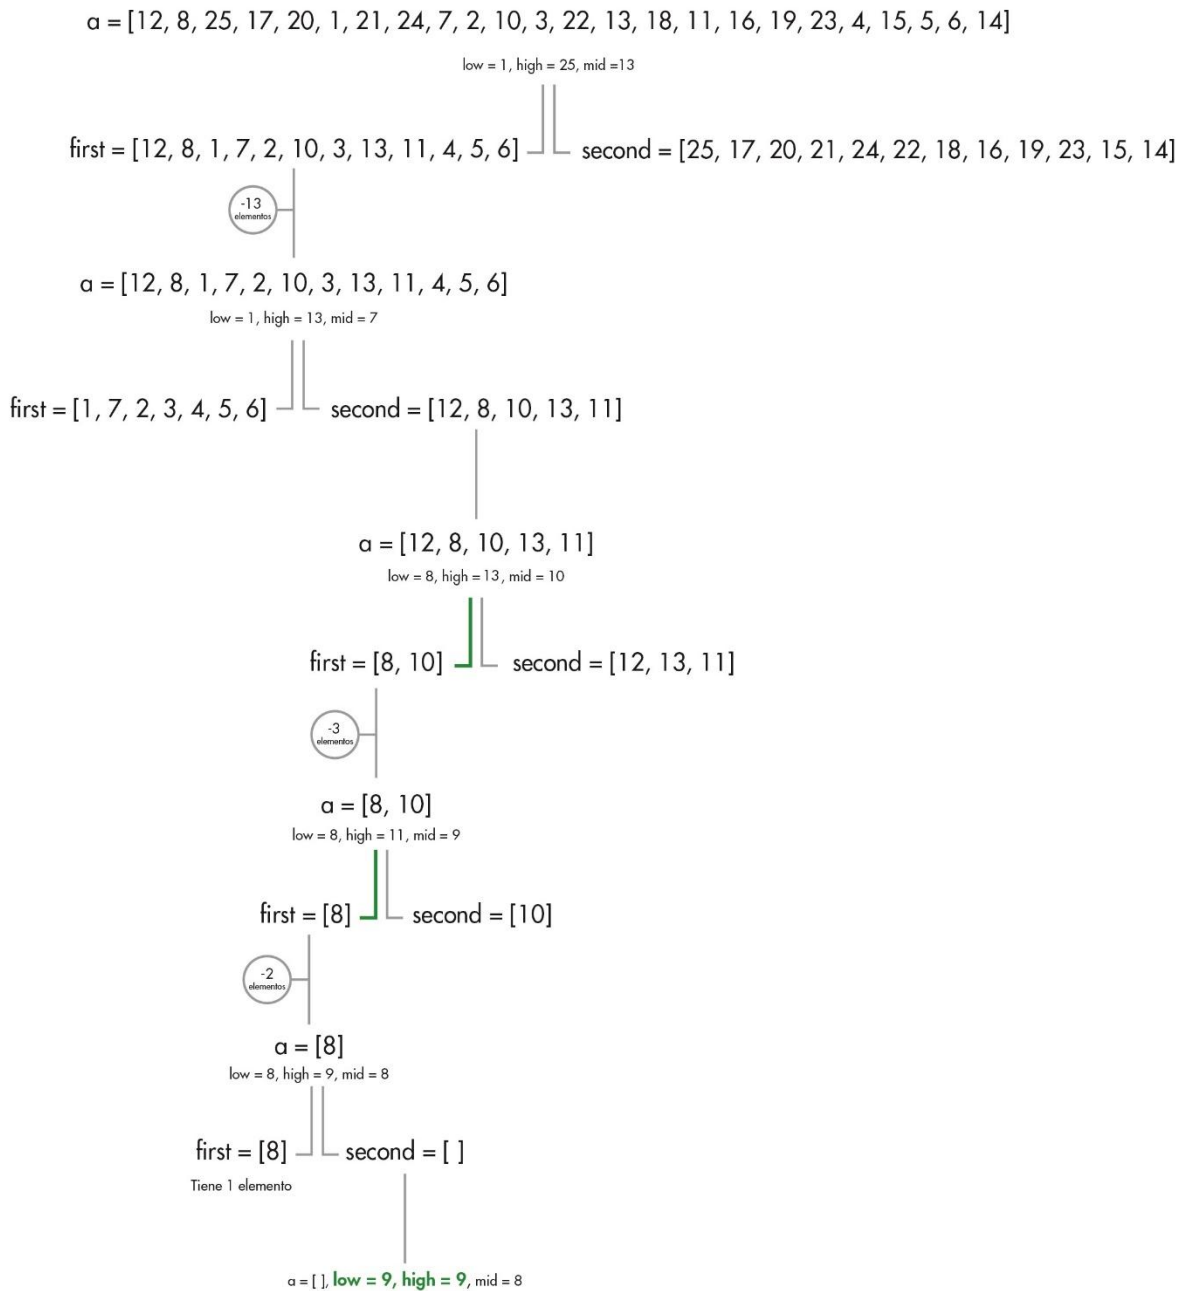 a = [12, 8, 25, 17, 20, 1, 21, 24, 7, 2, 10, 3, 22, 13, 18, 11, 16, 19, 23, 4, 15, 5, 6, 14]
low = 1, high = 25, mid =13
first = [12, 8, 1, 7, 2, 10, 3, 13, 11, 4, 5, 6]
second = [25, 17, 20, 21, 24, 22, 18, 16, 19, 23, 15, 14]
-13
elementos
a = [12, 8, 1, 7, 2, 10, 3, 13, 11, 4, 5, 6]
low = 1, high = 13, mid = 7
first = [1, 7, 2, 3, 4, 5, 6]
second = [12, 8, 10, 13, 11]
a = [12, 8, 10, 13, 11]
low = 8, high = 13, mid = 10
first = [8, 10]
second = [12, 13, 11]
-3
elementos
a = [8, 10]
low = 8, high = 11, mid = 9
first = [8]
second = [10]
-2
elementos
a = [8]
low = 8, high = 9, mid = 8
first = [8]
second = [ ]
Tiene 1 elemento
a = [ ], low = 9, high = 9, mid = 8